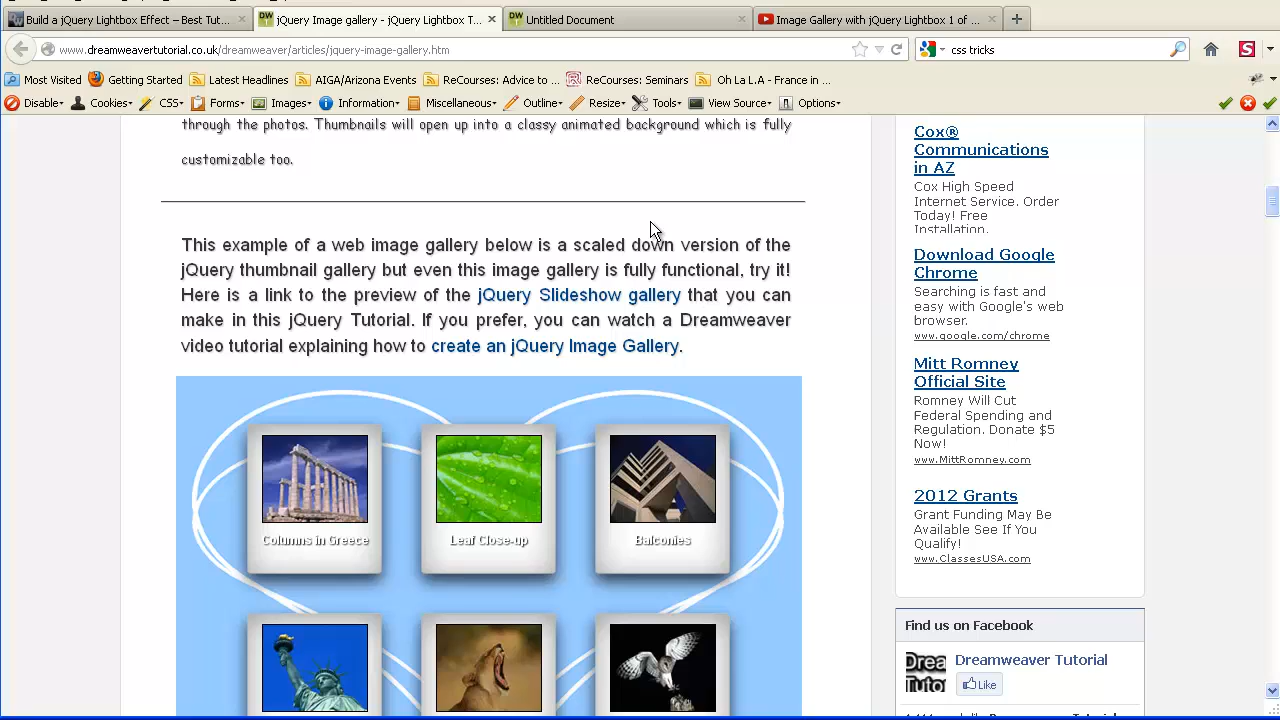 Build a jQuery Lightbox Effect – Best Tut...
jQuery Image gallery - jQuery Lightbox T...
Untitled Document
Image Gallery with jQuery Lightbox 1 of ...
www.dreamweavertutorial.co.uk/dreamweaver/articles/jquery-image-gallery.htm
css tricks
Most Visited
Getting Started
Latest Headlines
AIGA/Arizona Events
ReCourses: Advice to ...
ReCourses: Seminars
Oh La L.A - France in ...
Disable
Cookies
CSS
Forms
Images
Information
Miscellaneous
Outline
Resize
Tools
View Source
Options
through the photos. Thumbnails will open up into a classy animated background which is fully
customizable too.
This example of a web image gallery below is a scaled down version of the
jQuery thumbnail gallery but even this image gallery is fully functional, try it!
Here is a link to the preview of the jQuery Slideshow gallery that you can
make in this jQuery Tutorial. If you prefer, you can watch a Dreamweaver
video tutorial explaining how to create an jQuery Image Gallery.
Columns in Greece
Leaf Close-up
Balconies
Cox®
Communications
in AZ
Cox High Speed
Internet Service. Order
Today! Free
Installation.
Download Google
Chrome
Searching is fast and
easy with Google's web
browser.
www.google.com/chrome
Mitt Romney
Official Site
Romney Will Cut
Federal Spending and
Regulation. Donate $5
Now!
www.MittRomney.com
2012 Grants
Grant Funding May Be
Available See If You
Qualify!
www.ClassesUSA.com
Find us on Facebook
Drea
Tuto
Dreamweaver Tutorial
Like